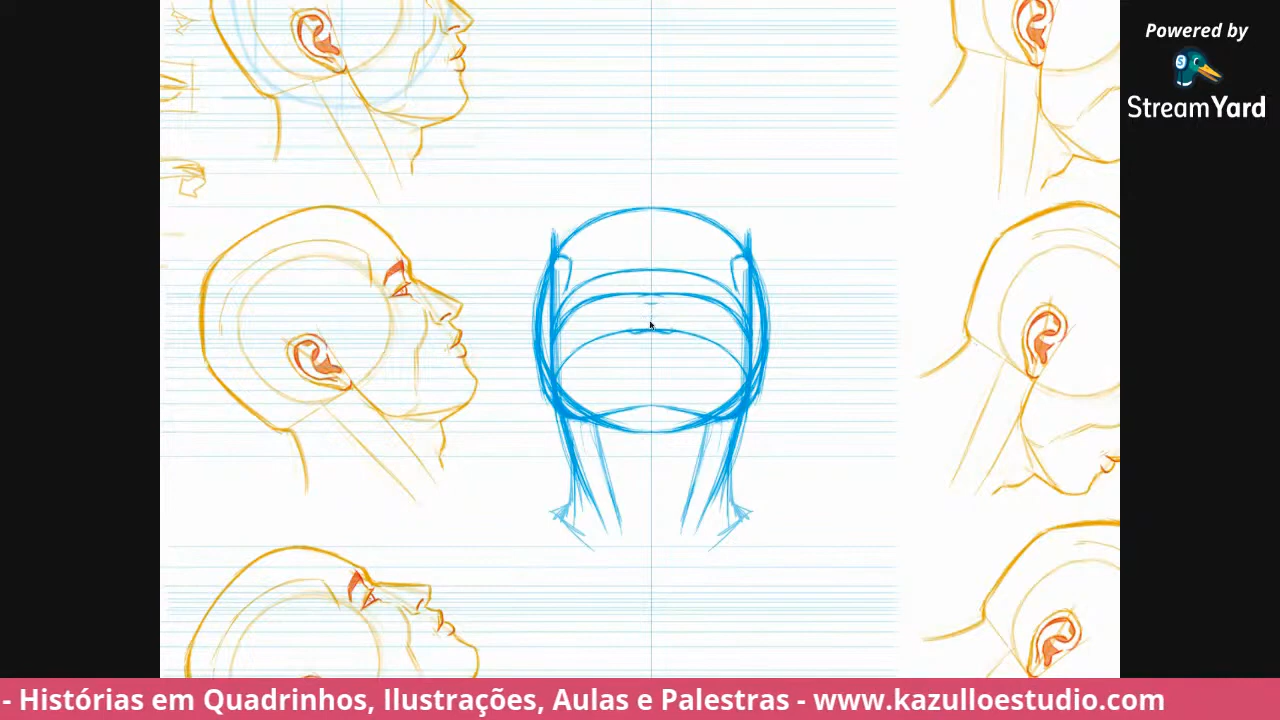 Powered by
StreamYard
- Histórias em Quadrinhos, Ilustrações, Aulas e Palestras - www.kazulloestudio.com